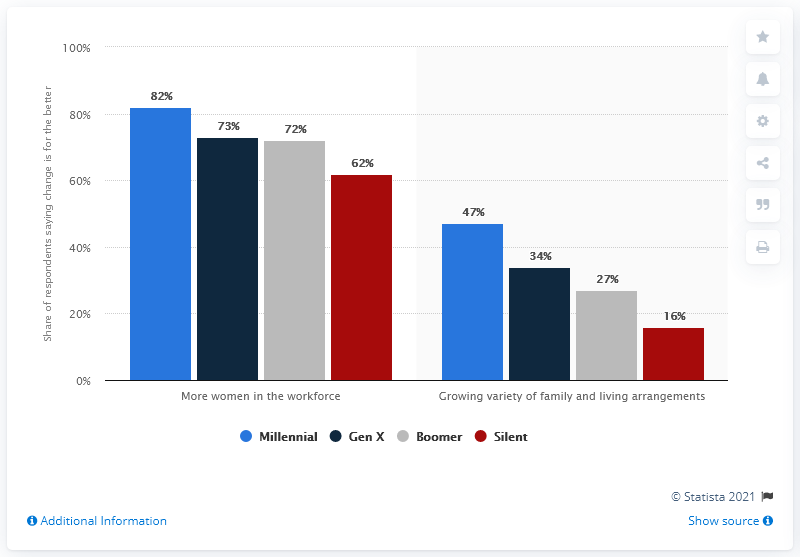 Share of respondents saying change is for the better
100%
80%
60%
40%
20%
0%
82%
73%
72%
62%
47%
34%
27%
16%
More women in the workforce
Growing variety of family and living arrangements
Millennial
Gen X
Boomer
Silent
© Statista 2021
Additional Information
Show source